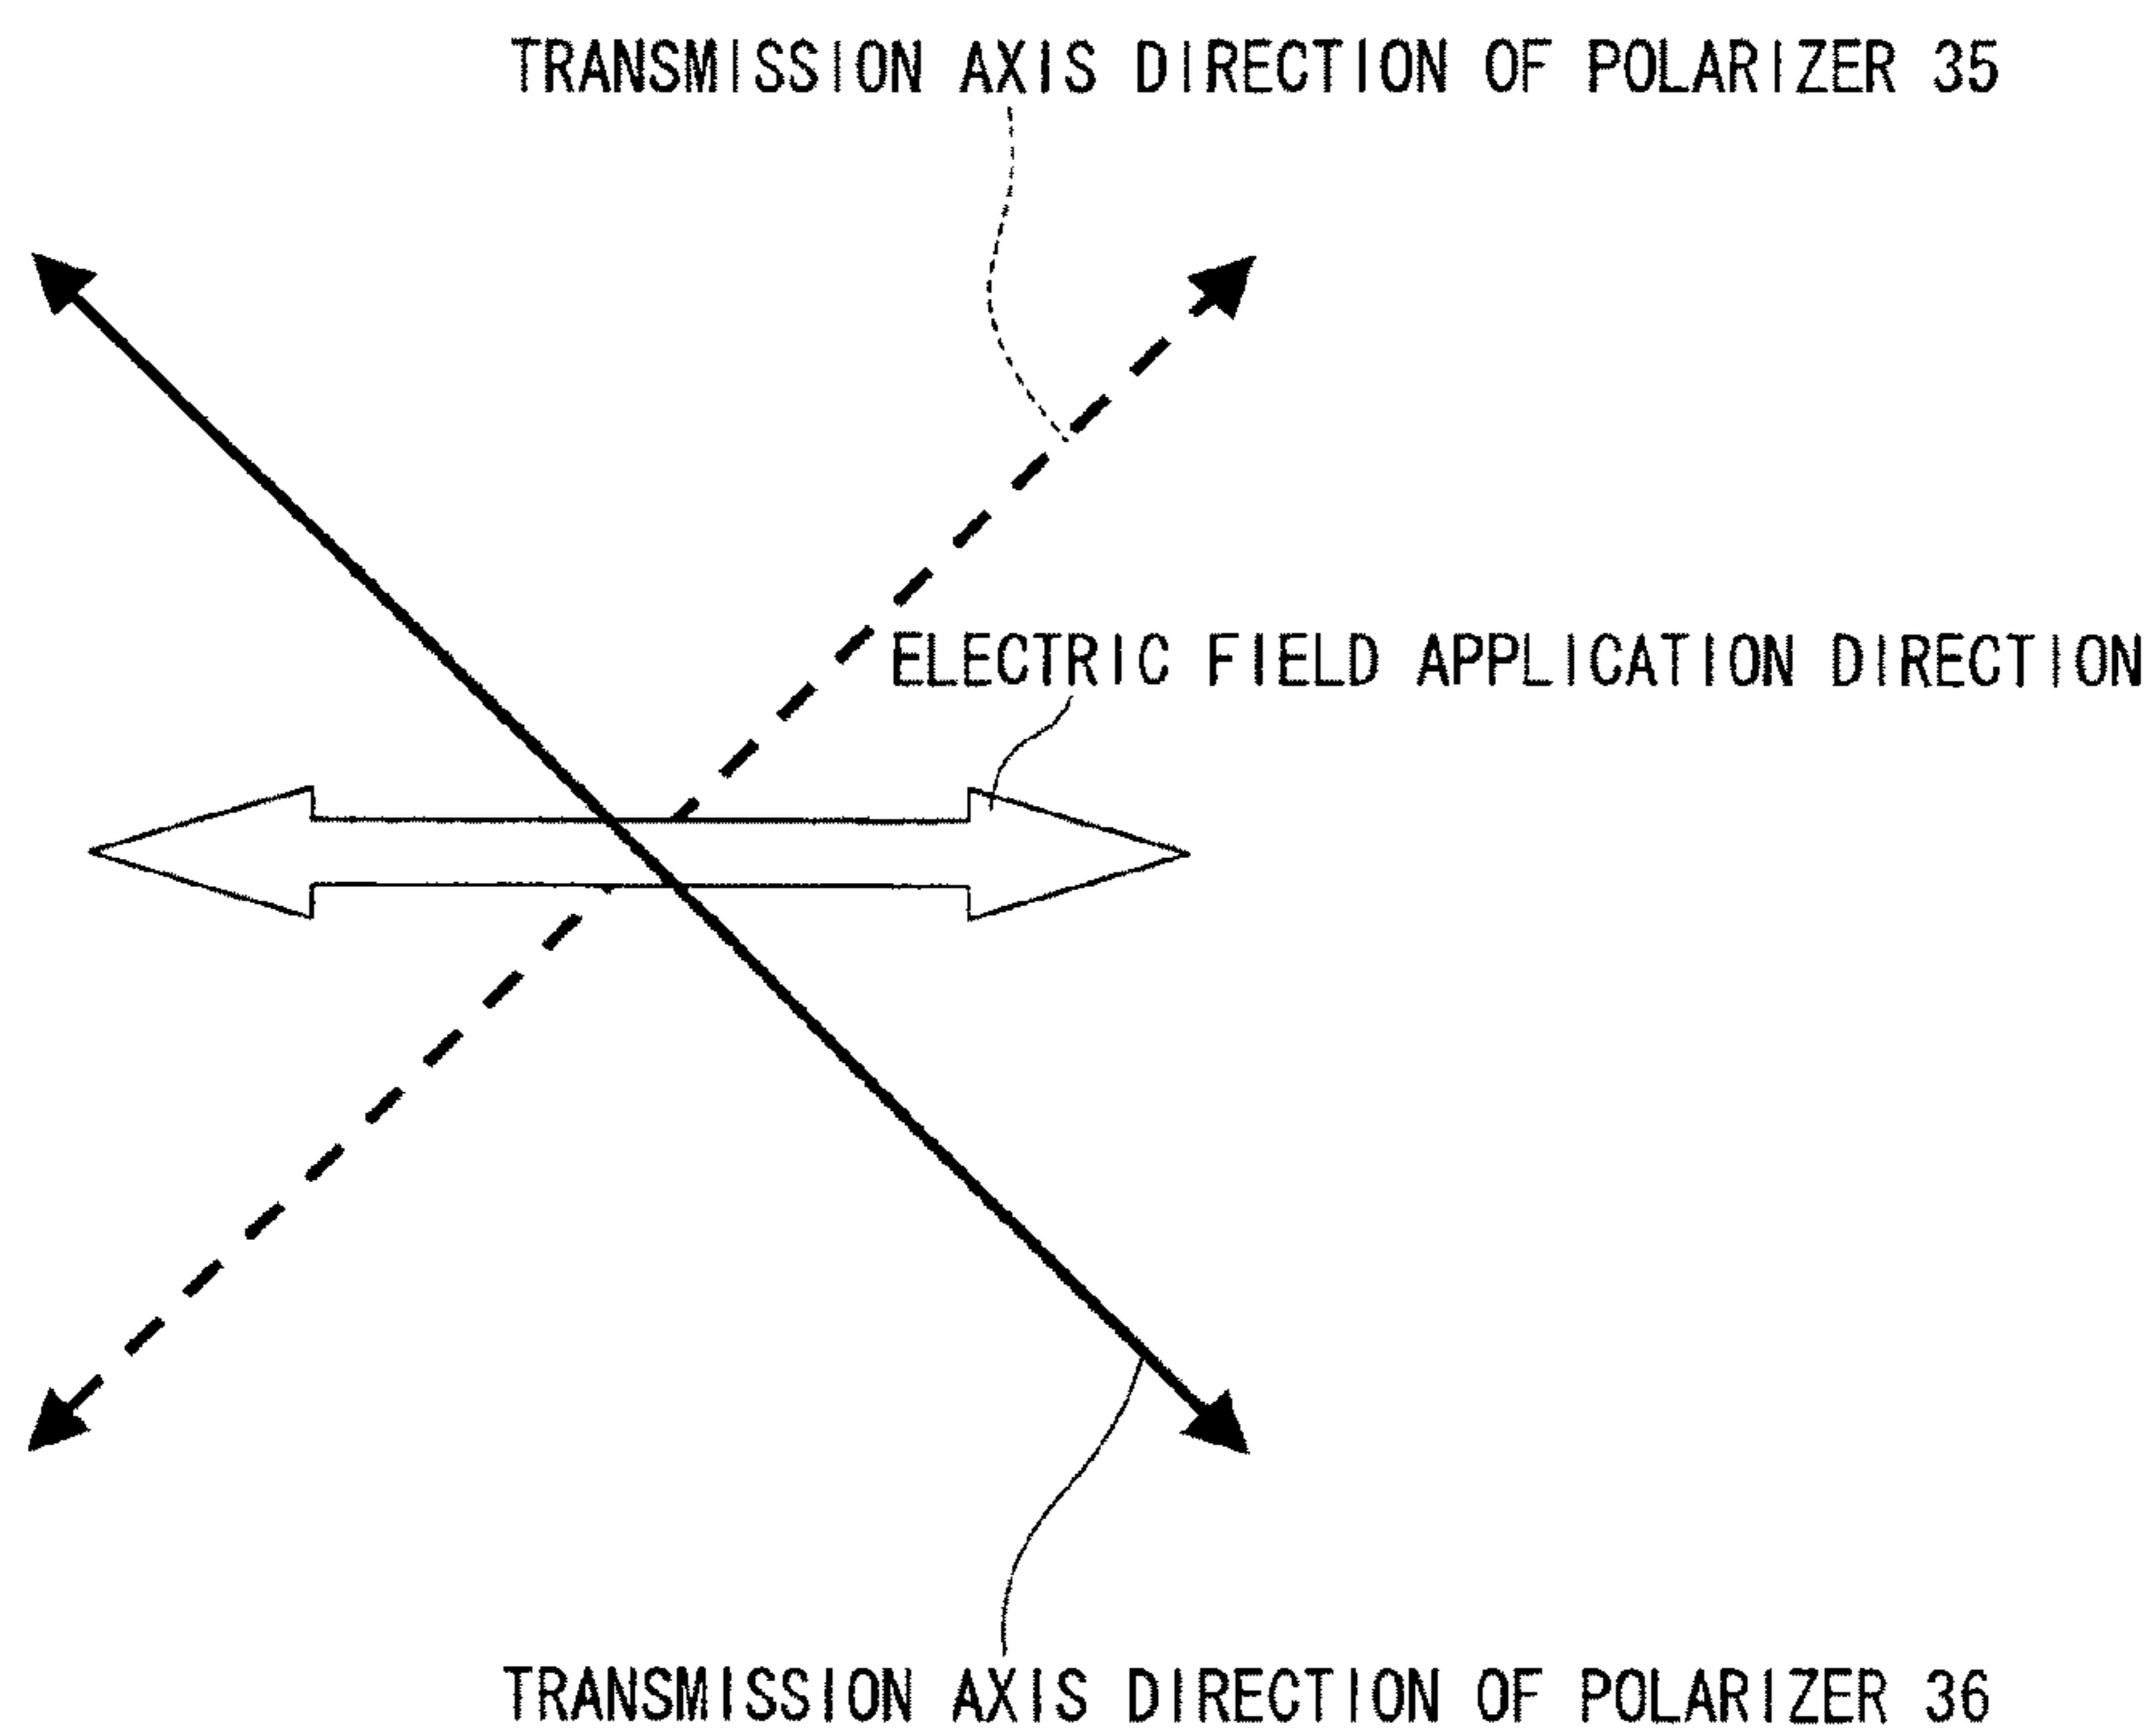 TRANSMISSION AXIS DIRECTION OF POLARIZER 35
ELECTRIC FIELD APPLICATION DIRECTION
TRANSMISSION AXIS DIRECTION OF POLARIZER 36